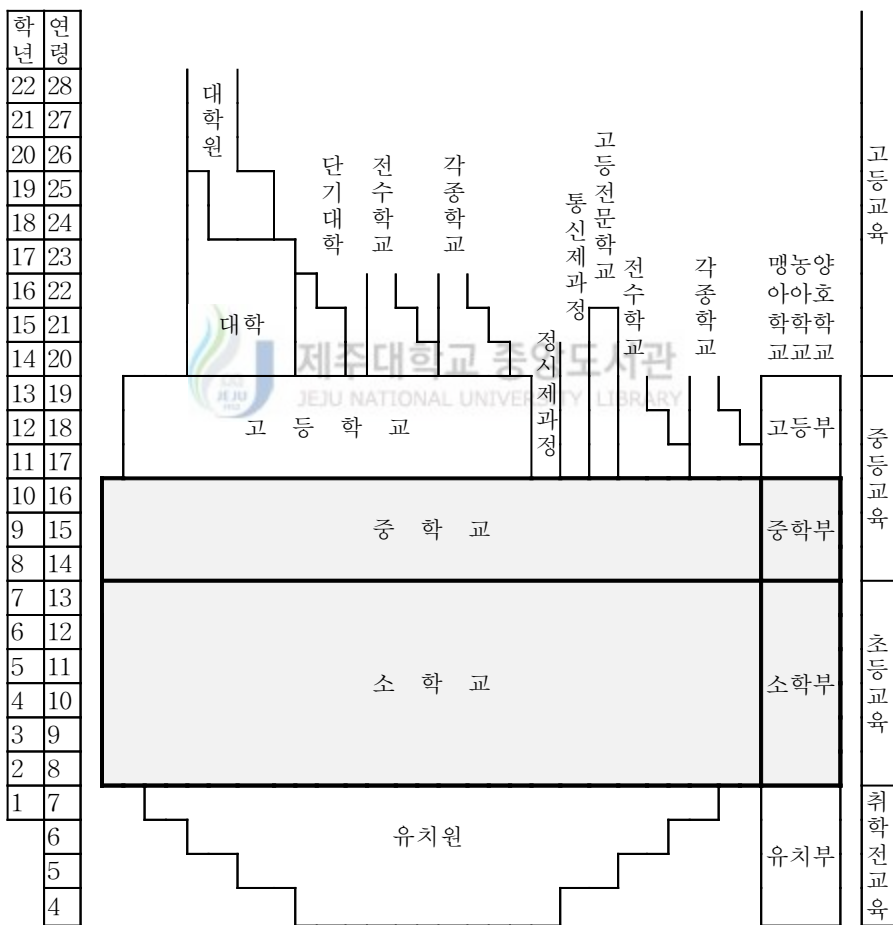 학년 연령
22 28
21 27
20 26
19 25
18 24
17 23
16 22
15 21
14 20
13 19
12 18
11 17
10 16
9 15
8 14
7 13
6 12
5 11
4 10
3 9
2 8
1 7
6
5
4
대학원
대학
단기대학
전수학교
각종학교
통신제과정
고등전문학교
전수학교
각종학교
맹아학교
농아학교
양호학교
정시제과정
고 등 학 교
고등부
중 학 교
중학부
소 학 교
소학부
유치원
유치부
고등교육
중등교육
초등교육
취학전교육
제주대학교 중앙도서관
JEJU NATIONAL UNIVERSITY LIBRARY
JEJU
1952